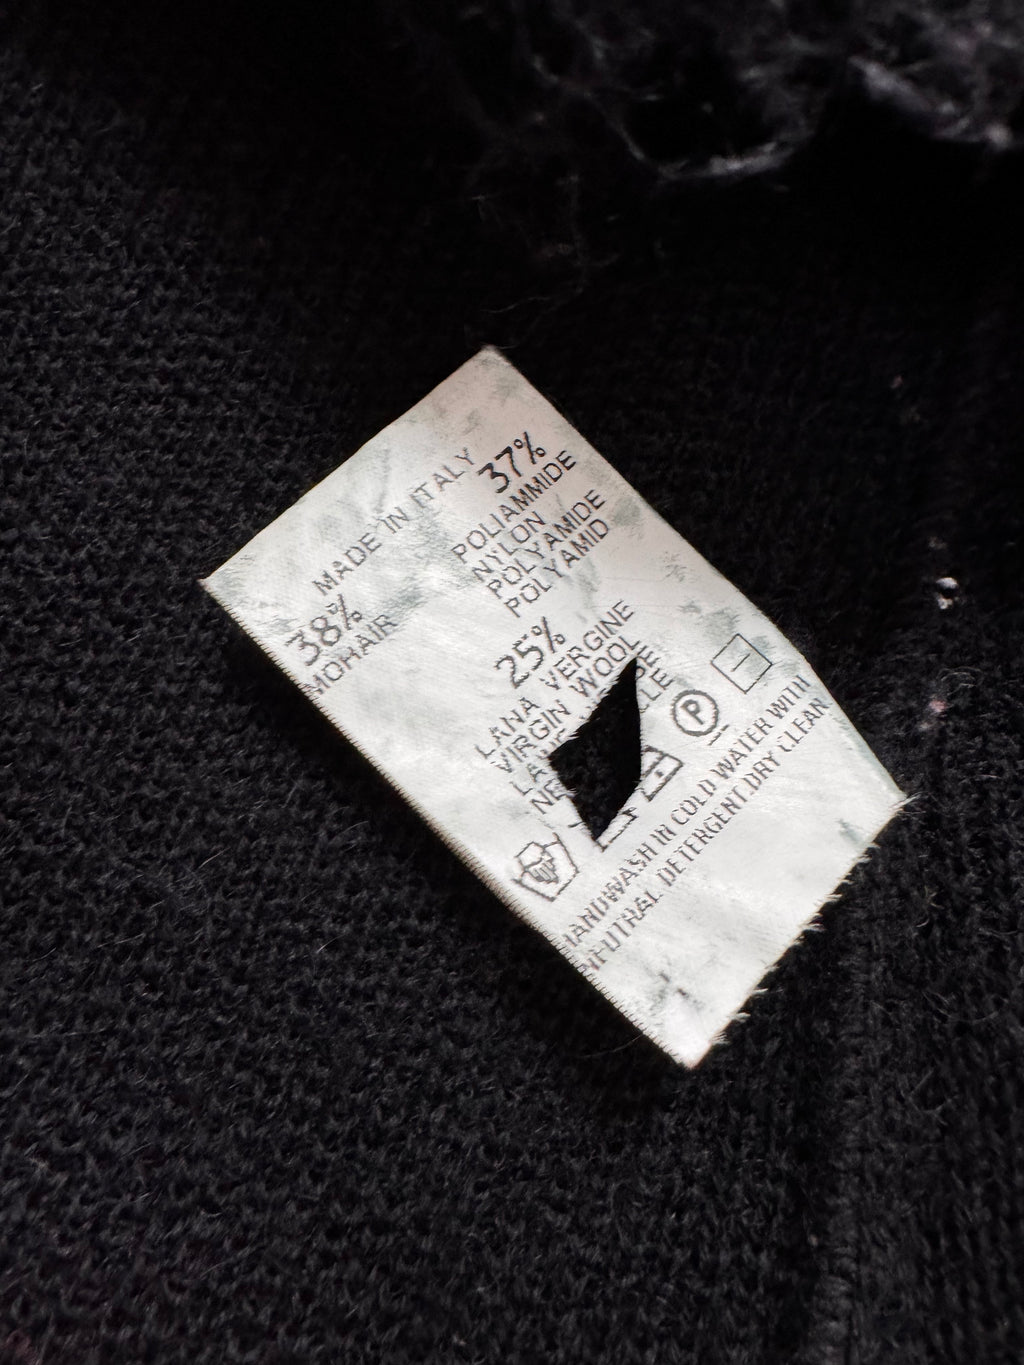 MADE IN ITALY
38%
MOHAIR
37%
POLIAMMIDE
NYLON
POLYAMIDE
POLYAMID
25%
LANA VERGINE
VIRGIN WOOL
P
HANDWASH IN COLD WATER WITH
NEUTRAL DETERGENT DRY CLEAN